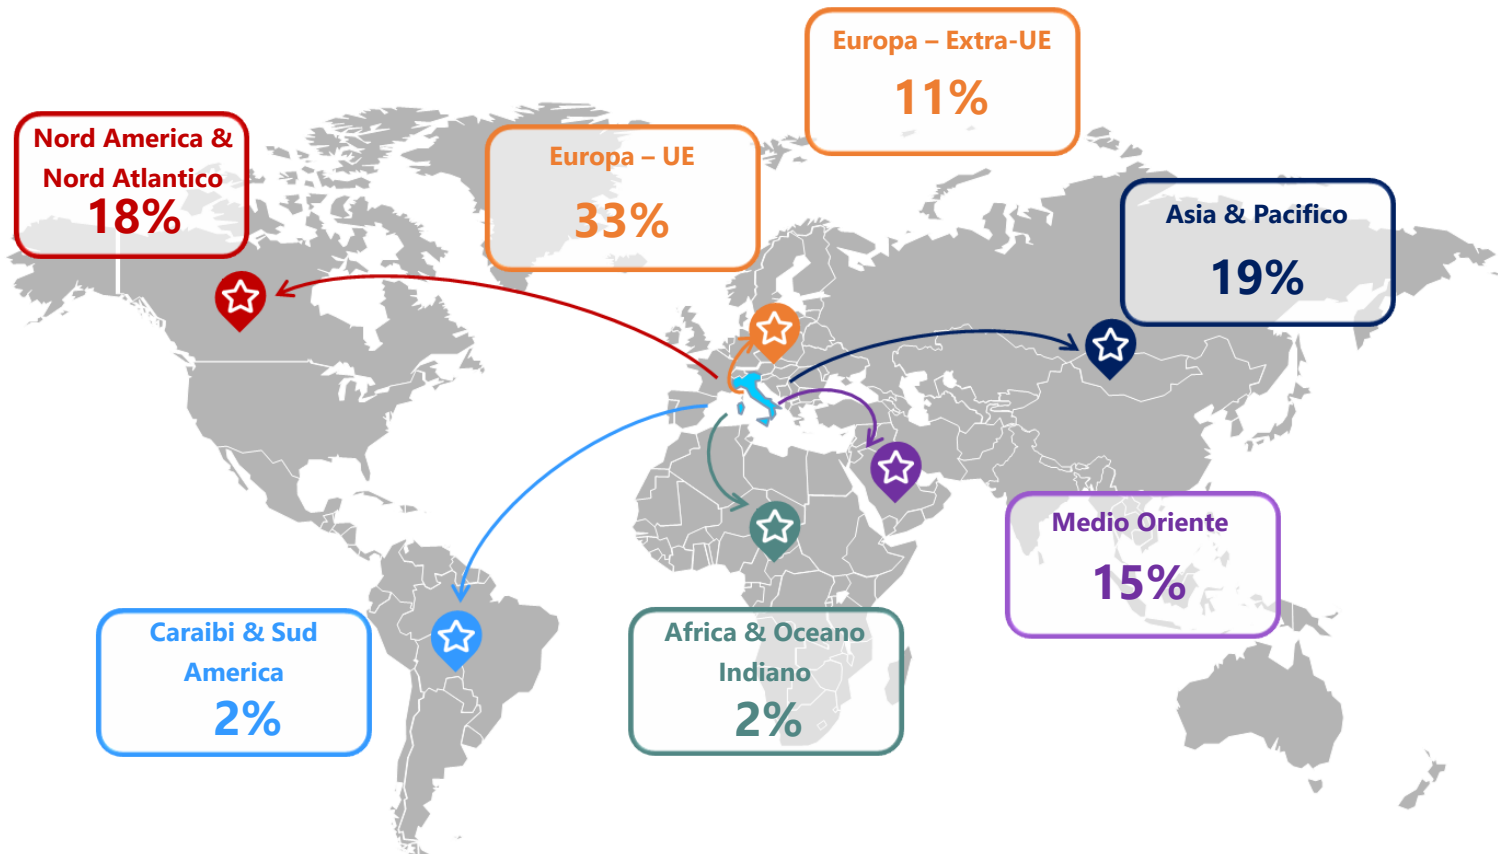 Europa – Extra-UE
11%
Nord America &
Nord Atlantico
18%
Europa – UE
33%
Asia & Pacifico
19%
Medio Oriente
15%
Caraibi & Sud
America
2%
Africa & Oceano
Indiano
2%